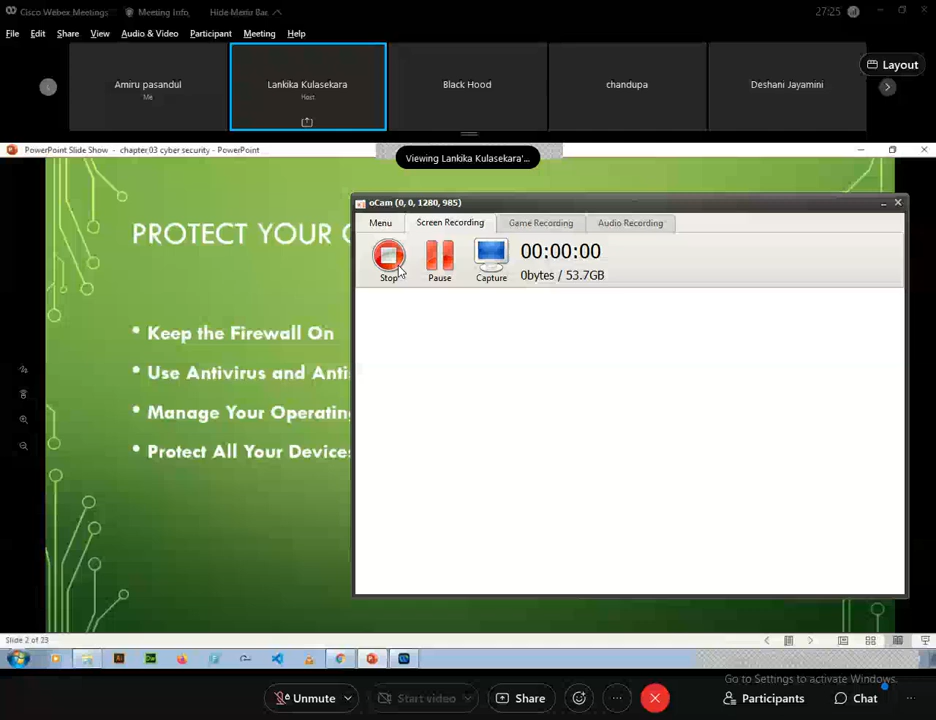 Cisco Webex Meetings
Meeting Info
Hide Menu Bar
27:25
File Edit Share View Audio & Video Participant Meeting Help
Layout
Amiru pasandul
Me
Lankika Kulasekara
Host
Black Hood
chandupa
Deshani Jayamini
PowerPoint Slide Show - chapter 03 cyber security - PowerPoint
Viewing Lankika Kulasekara'...
PROTECT YOUR
oCam (0, 0, 1280, 985)
Menu Screen Recording Game Recording Audio Recording
Stop Pause Capture
00:00:00
0bytes / 53.7GB
• Keep the Firewall On
• Use Antivirus and Anti
• Manage Your Operating
• Protect All Your Devices
Slide 2 of 23
Go to Settings to activate Windows.
Unmute
Start video
Share
Participants
Chat